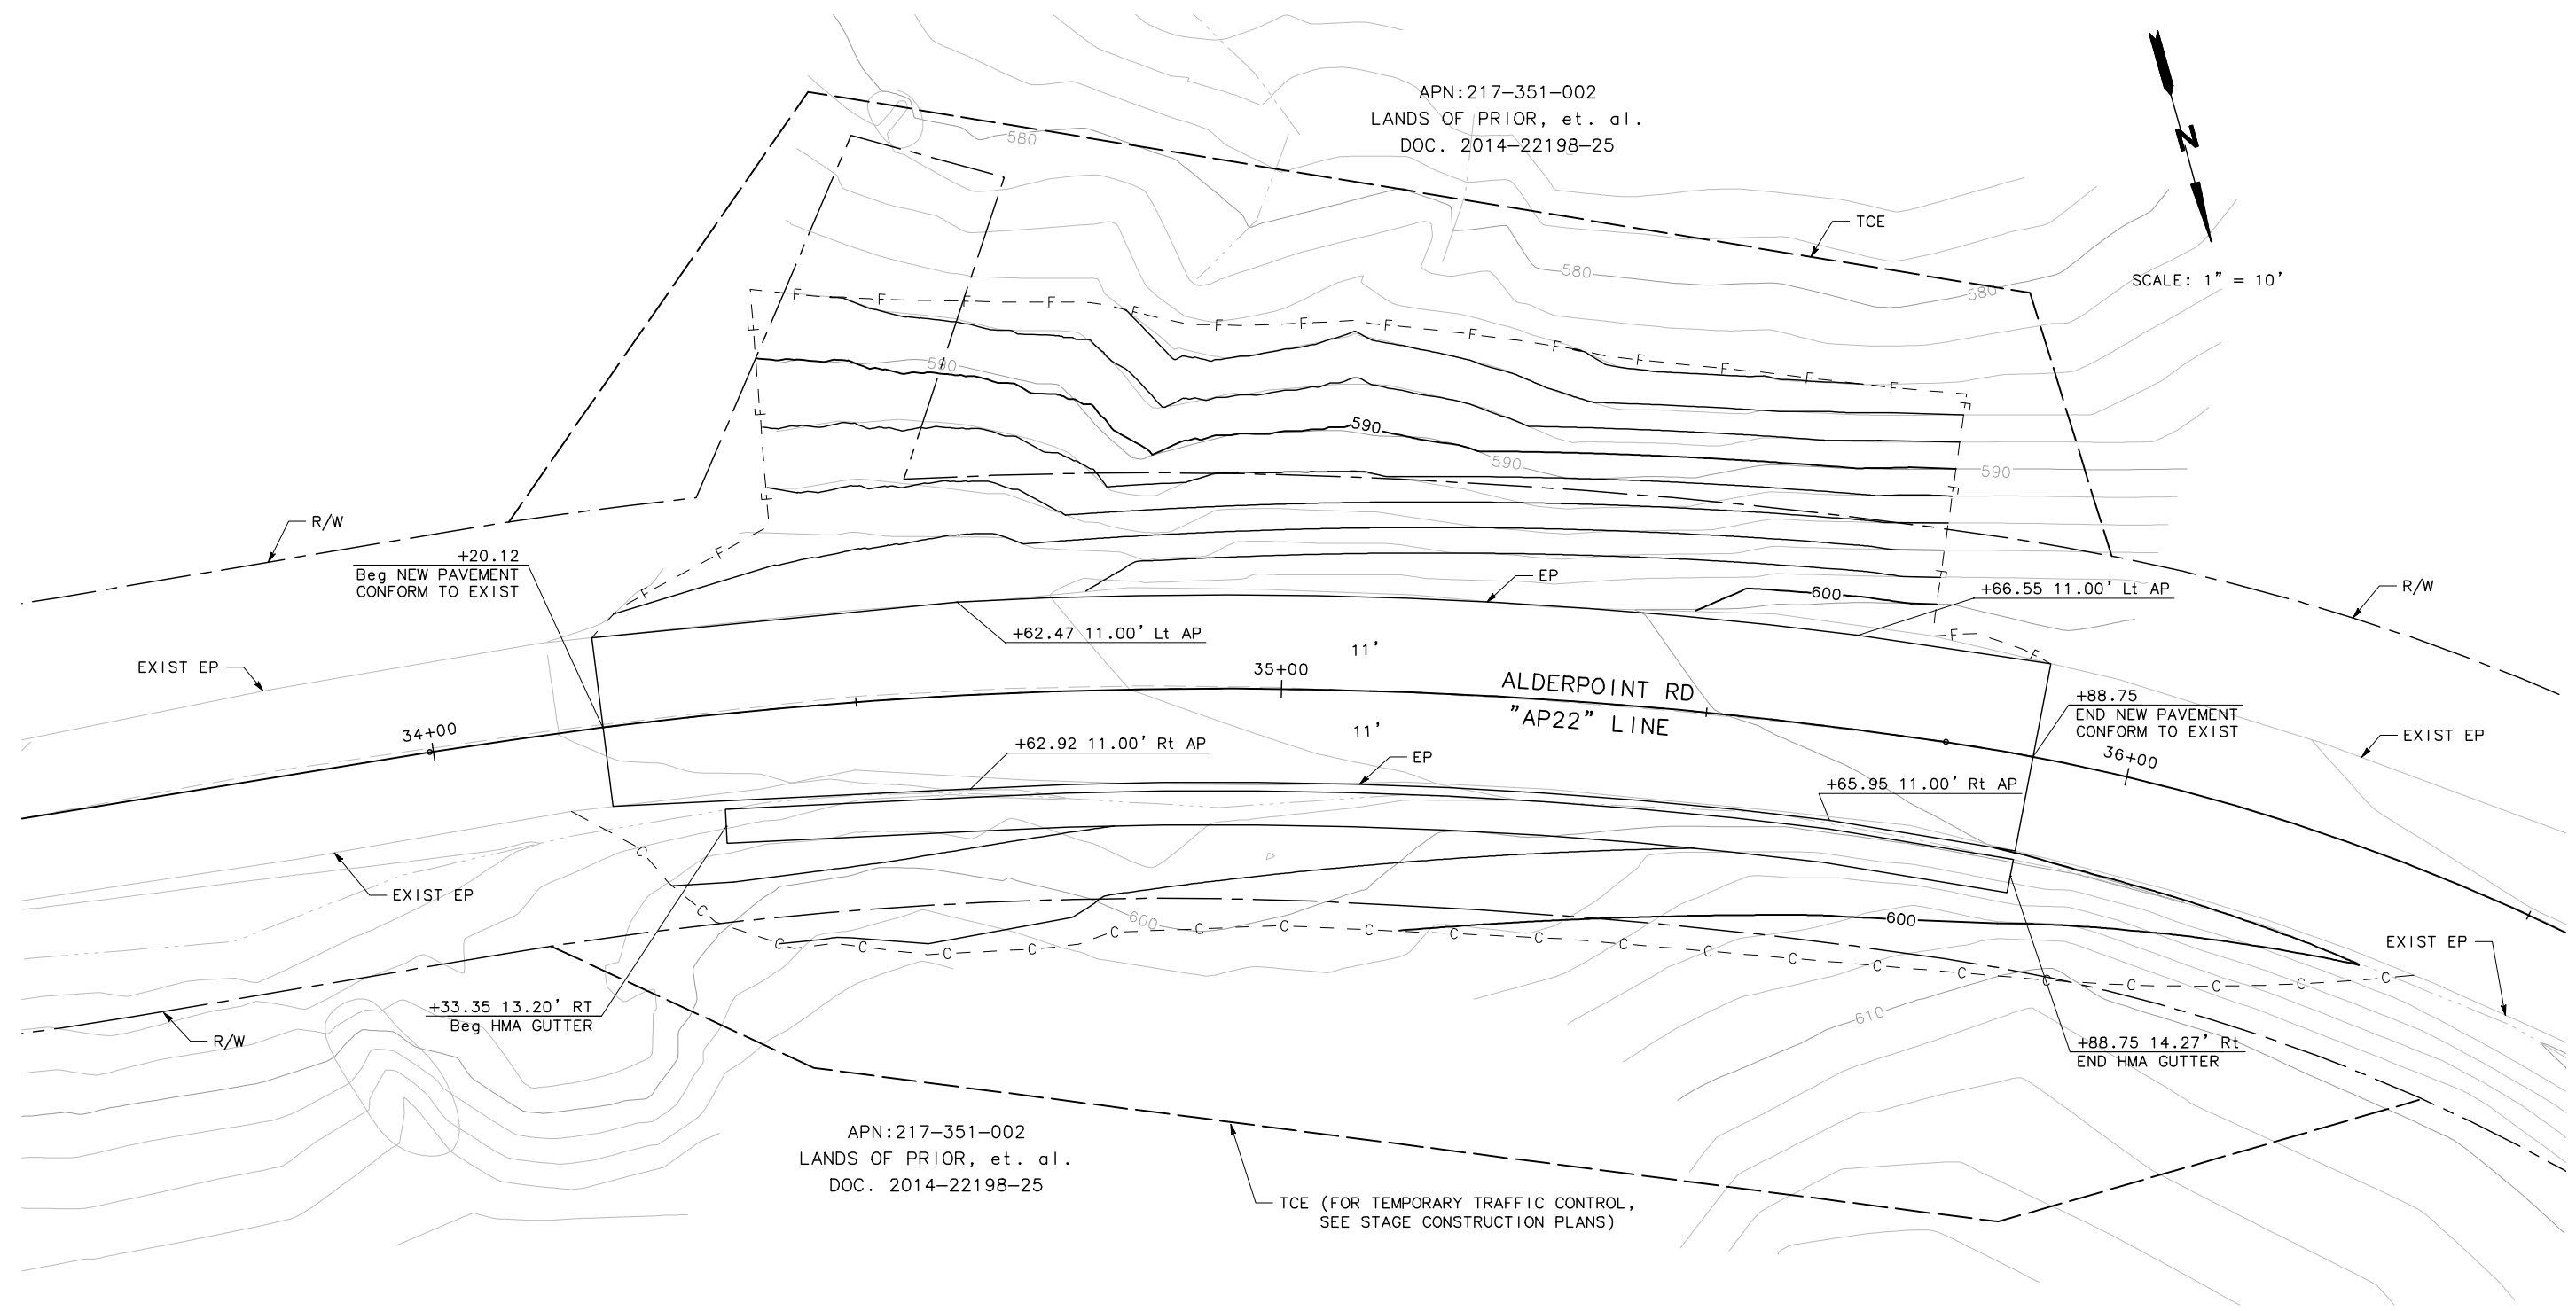 APN:217-351-002
LANDS OF PRIOR, et. al.
DOC. 2014-22198-25
N
SCALE: 1" = 10'
580
TCE
580
580
F F F F F F F F F F F F F F
F
F
F
F
F
F
F
F
F
F
F
590
590
590
590
R/W
+20.12
Beg NEW PAVEMENT
CONFORM TO EXIST
EP
600
+66.55 11.00' Lt AP
R/W
+62.47 11.00' Lt AP
EXIST EP
11'
35+00
ALDERPOINT RD
"AP22" LINE
+88.75
END NEW PAVEMENT
CONFORM TO EXIST
34+00
11'
+62.92 11.00' Rt AP
EP
EXIST EP
36+00
+65.95 11.00' Rt AP
EXIST EP
C
C
C C C C C C C C C C C C C C C C C C C C
600
600
EXIST EP
+33.35 13.20' RT
Beg HMA GUTTER
R/W
610
+88.75 14.27' Rt
END HMA GUTTER
APN:217-351-002
LANDS OF PRIOR, et. al.
DOC. 2014-22198-25
TCE (FOR TEMPORARY TRAFFIC CONTROL,
SEE STAGE CONSTRUCTION PLANS)